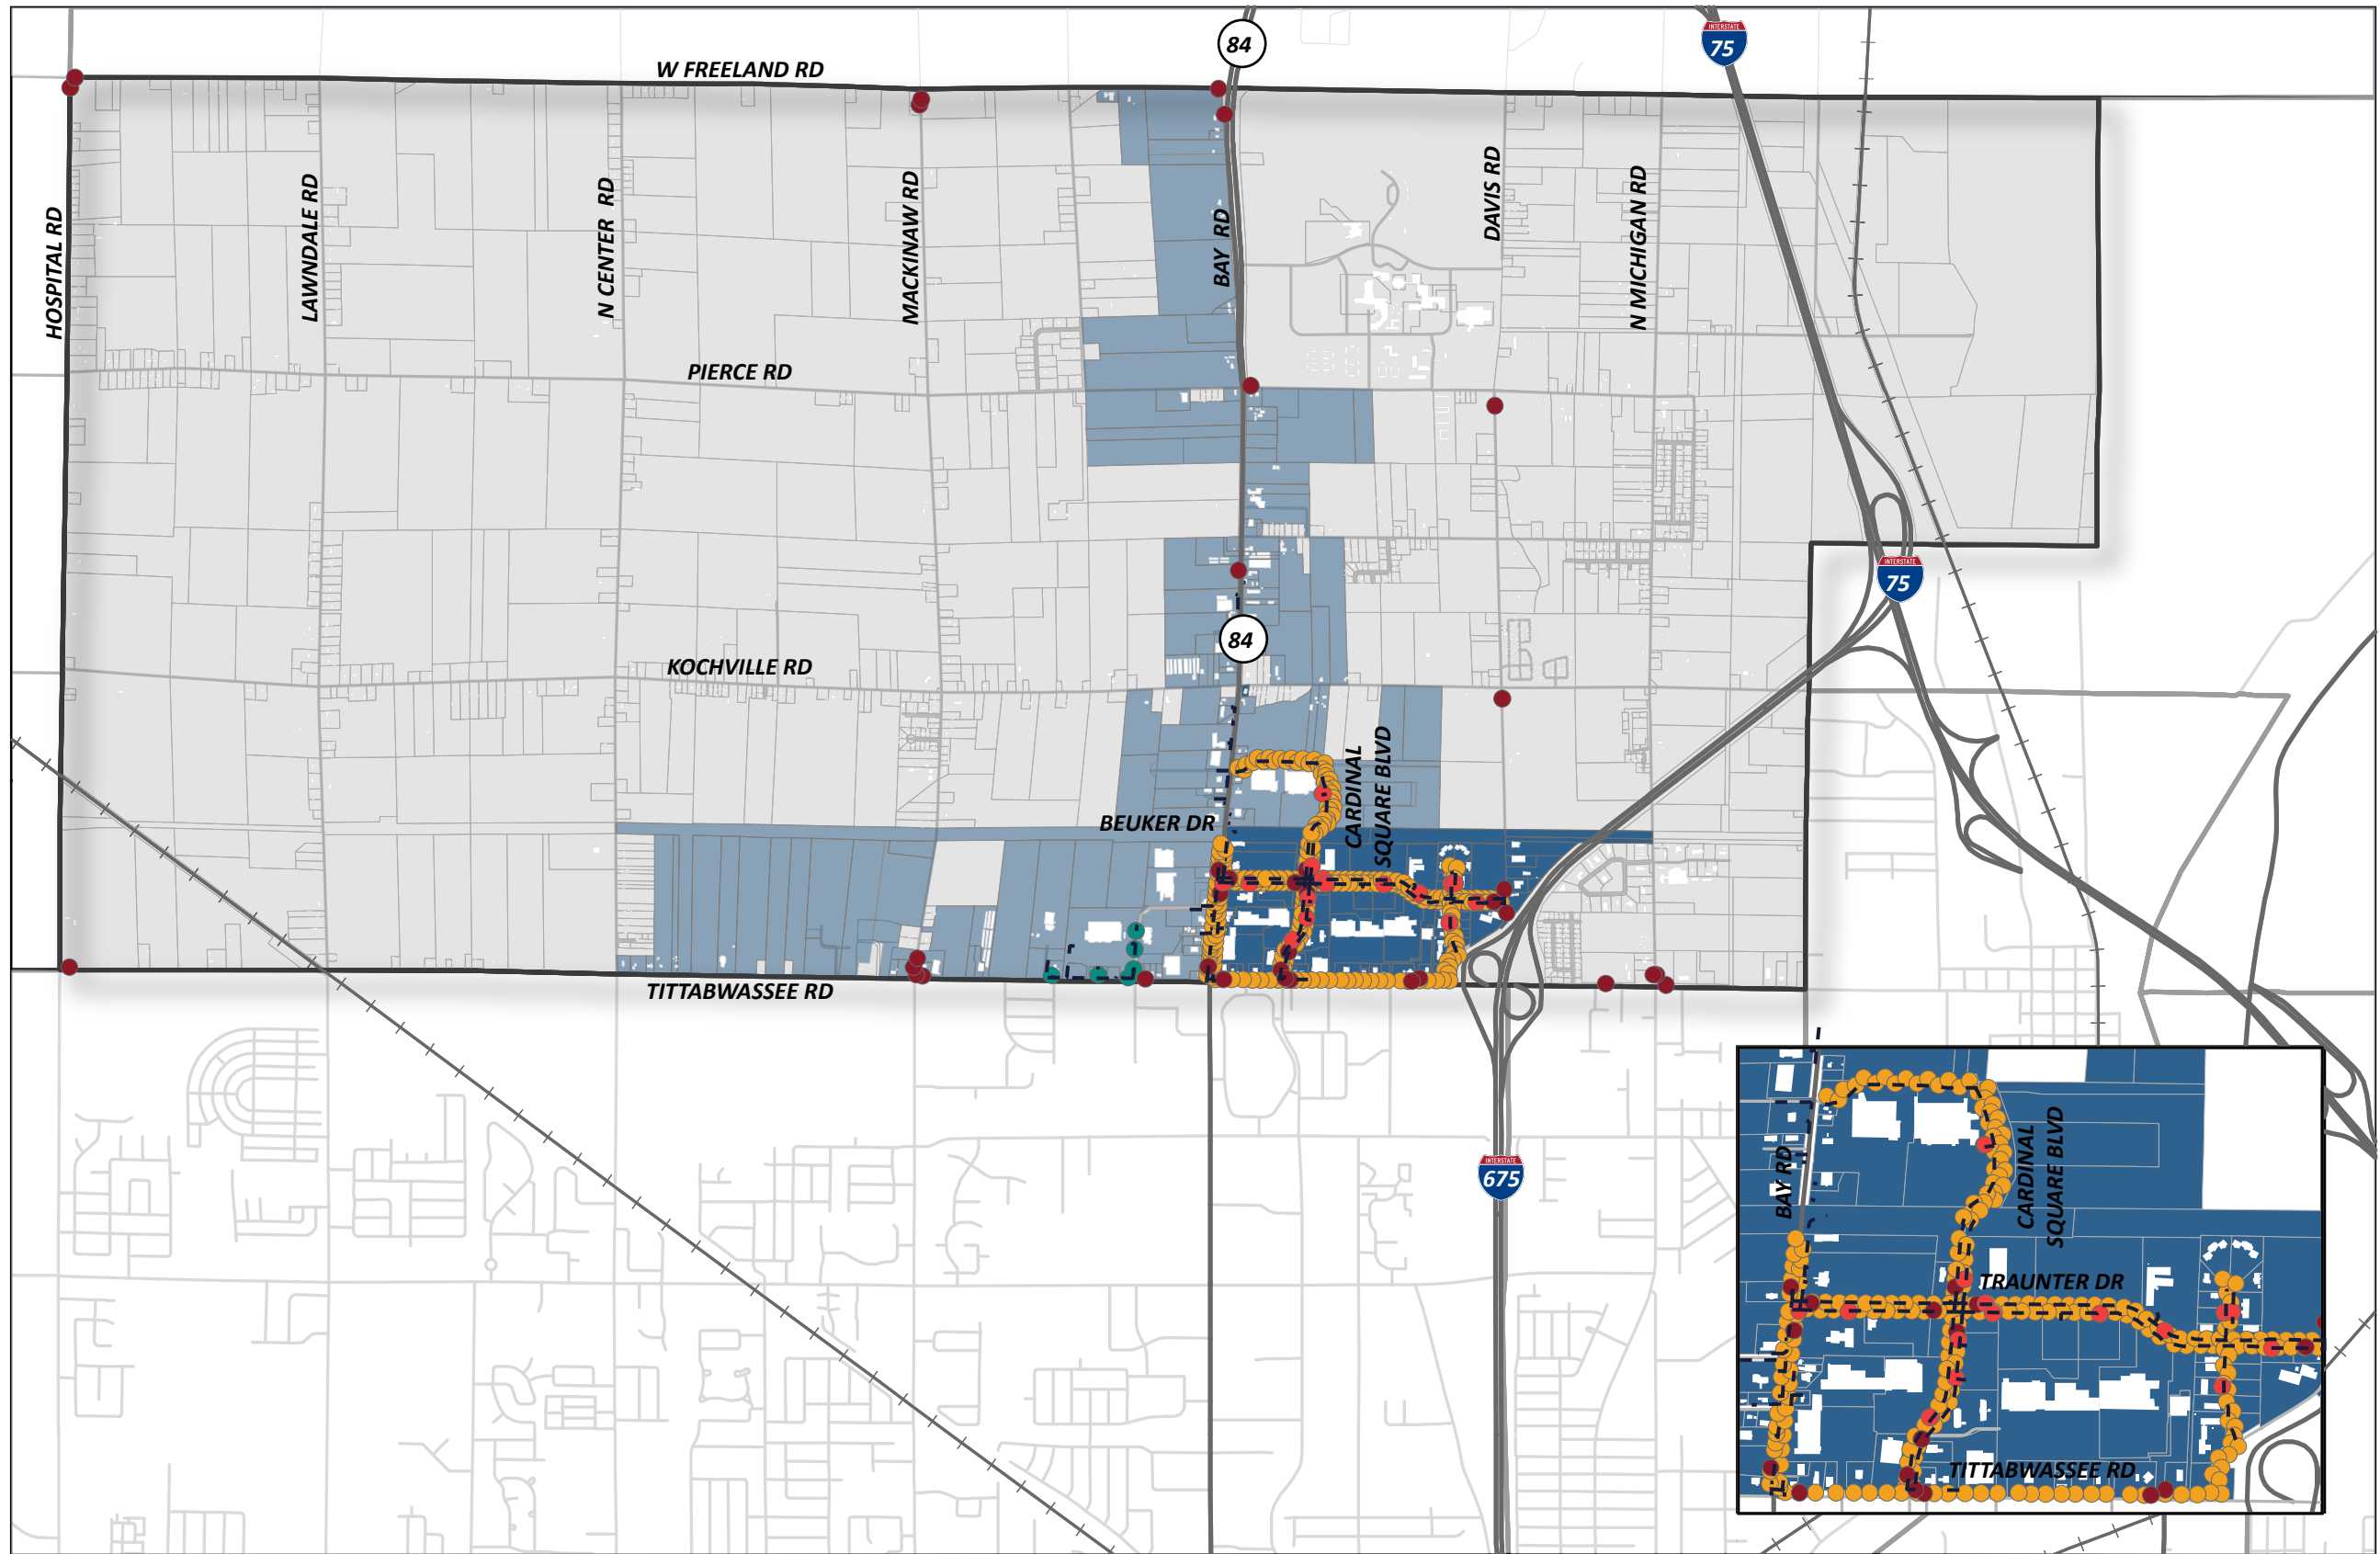 84
INTERSTATE
75
W FREELAND RD
HOSPITAL RD
LAWNDALE RD
N CENTER RD
MACKINAW RD
BAY RD
DAVIS RD
N MICHIGAN RD
PIERCE RD
INTERSTATE
75
84
KOCHVILLE RD
CARDINAL
SQUARE BLVD
BEUKER DR
TITTABWASSEE RD
INTERSTATE
675
BAY RD
CARDINAL
SQUARE BLVD
TRAUNTER DR
TITTABWASSEE RD